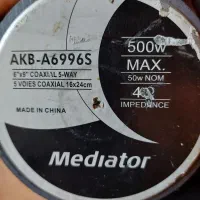 AKB-A6996S
6"x9" COAXIAL 5-WAY
5 VOIES COAXIAL 16x24cm
MADE IN CHINA
500w
MAX.
50w NOM
4Ω
IMPEDANCE
Mediator